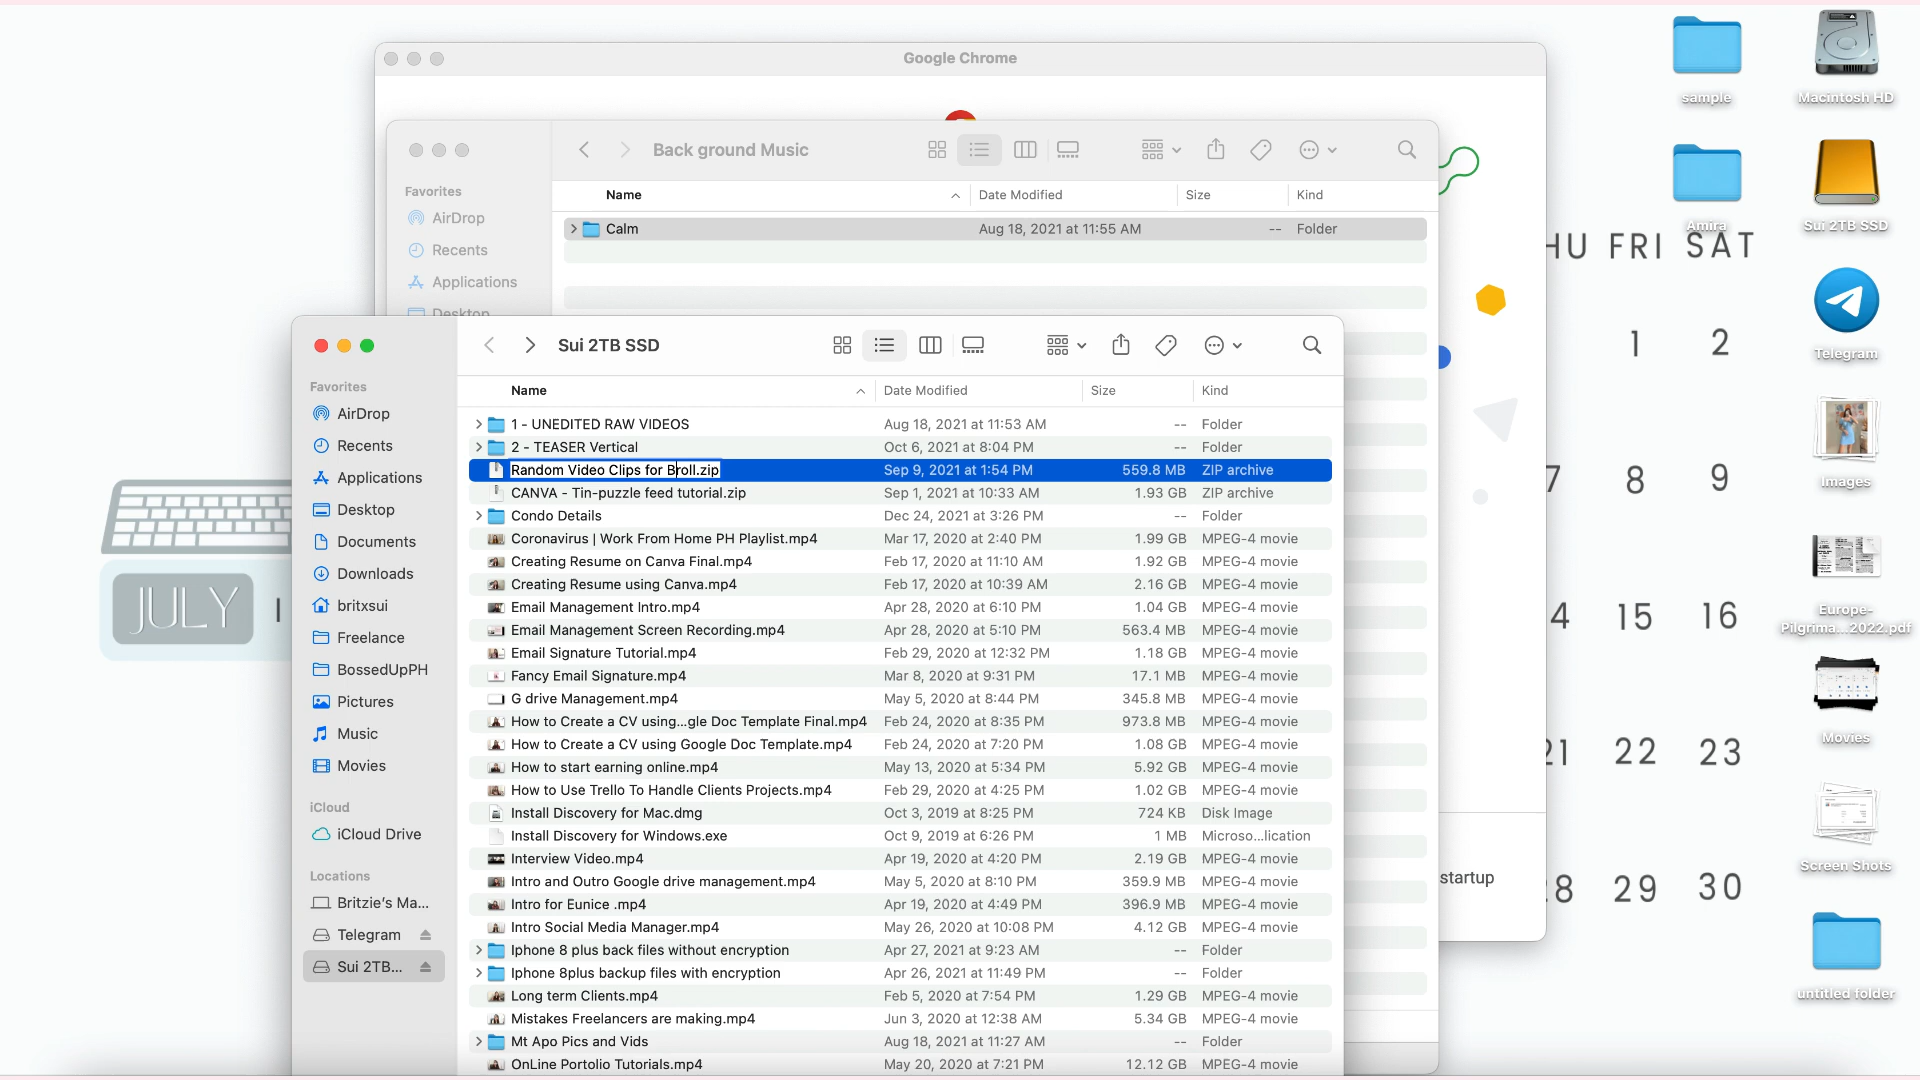 Google Chrome
sample
Macintosh HD
Back ground Music
Favorites
AirDrop
Recents
Applications
Desktop
Name
Date Modified
Size
Kind
Calm
Aug 18, 2021 at 11:55 AM
--
Folder
Amira
Sui 2TB SSD
HU FRI SAT
1 2
Telegram
7 8 9
Images
4 15 16
Europe-
Pilgrima...2022.pdf
21 22 23
Movies
Screen Shots
startup
28 29 30
untitled folder
JULY
Sui 2TB SSD
Favorites
AirDrop
Recents
Applications
Desktop
Documents
Downloads
britxsui
Freelance
BossedUpPH
Pictures
Music
Movies
iCloud
iCloud Drive
Locations
Britzie's Ma...
Telegram
Sui 2TB...
Name Date Modified Size Kind
1 - UNEDITED RAW VIDEOS Aug 18, 2021 at 11:53 AM -- Folder
2 - TEASER Vertical Oct 6, 2021 at 8:04 PM -- Folder
Random Video Clips for Broll.zip Sep 9, 2021 at 1:54 PM 559.8 MB ZIP archive
CANVA - Tin-puzzle feed tutorial.zip Sep 1, 2021 at 10:33 AM 1.93 GB ZIP archive
Condo Details Dec 24, 2021 at 3:26 PM -- Folder
Coronavirus | Work From Home PH Playlist.mp4 Mar 17, 2020 at 2:40 PM 1.99 GB MPEG-4 movie
Creating Resume on Canva Final.mp4 Feb 17, 2020 at 11:10 AM 1.92 GB MPEG-4 movie
Creating Resume using Canva.mp4 Feb 17, 2020 at 10:39 AM 2.16 GB MPEG-4 movie
Email Management Intro.mp4 Apr 28, 2020 at 6:10 PM 1.04 GB MPEG-4 movie
Email Management Screen Recording.mp4 Apr 28, 2020 at 5:10 PM 563.4 MB MPEG-4 movie
Email Signature Tutorial.mp4 Feb 29, 2020 at 12:32 PM 1.18 GB MPEG-4 movie
Fancy Email Signature.mp4 Mar 8, 2020 at 9:31 PM 17.1 MB MPEG-4 movie
G drive Management.mp4 May 5, 2020 at 8:44 PM 345.8 MB MPEG-4 movie
How to Create a CV using...gle Doc Template Final.mp4 Feb 24, 2020 at 8:35 PM 973.8 MB MPEG-4 movie
How to Create a CV using Google Doc Template.mp4 Feb 24, 2020 at 7:20 PM 1.08 GB MPEG-4 movie
How to start earning online.mp4 May 13, 2020 at 5:34 PM 5.92 GB MPEG-4 movie
How to Use Trello To Handle Clients Projects.mp4 Feb 29, 2020 at 4:25 PM 1.02 GB MPEG-4 movie
Install Discovery for Mac.dmg Oct 3, 2019 at 8:25 PM 724 KB Disk Image
Install Discovery for Windows.exe Oct 9, 2019 at 6:26 PM 1 MB Microso...lication
Interview Video.mp4 Apr 19, 2020 at 4:20 PM 2.19 GB MPEG-4 movie
Intro and Outro Google drive management.mp4 May 5, 2020 at 8:10 PM 359.9 MB MPEG-4 movie
Intro for Eunice .mp4 Apr 19, 2020 at 4:49 PM 396.9 MB MPEG-4 movie
Intro Social Media Manager.mp4 May 26, 2020 at 10:08 PM 4.12 GB MPEG-4 movie
Iphone 8 plus back files without encryption Apr 27, 2021 at 9:23 AM -- Folder
Iphone 8plus backup files with encryption Apr 26, 2021 at 11:49 PM -- Folder
Long term Clients.mp4 Feb 5, 2020 at 7:54 PM 1.29 GB MPEG-4 movie
Mistakes Freelancers are making.mp4 Jun 3, 2020 at 12:38 AM 5.34 GB MPEG-4 movie
Mt Apo Pics and Vids Aug 18, 2021 at 11:27 AM -- Folder
OnLine Portolio Tutorials.mp4 May 20, 2020 at 7:21 PM 12.12 GB MPEG-4 movie